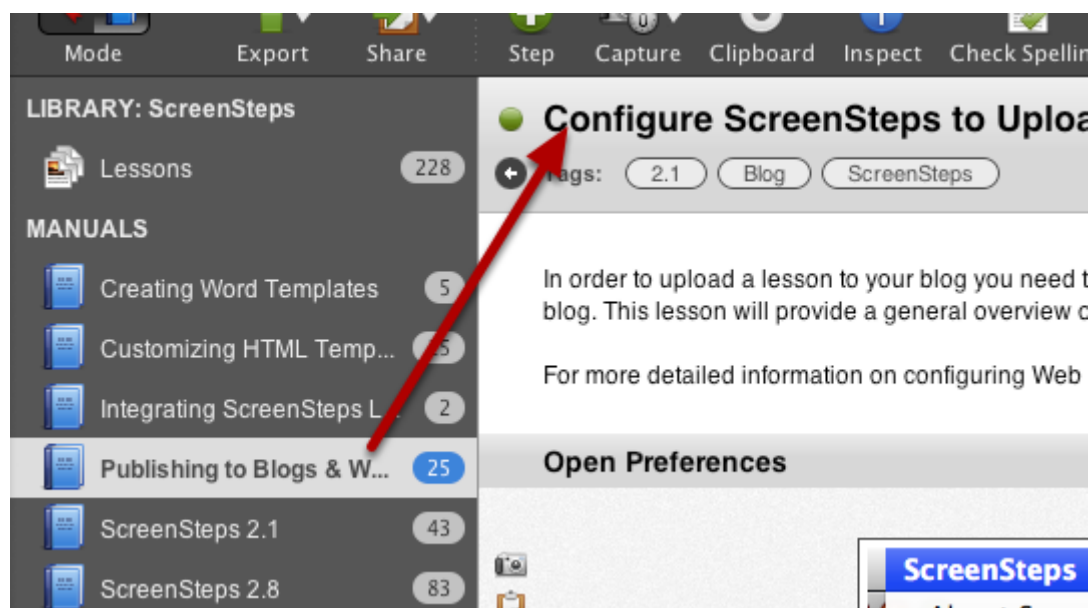 Mode Export Share Step Capture Clipboard Inspect Check Spellin
LIBRARY: ScreenSteps
Lessons 228
MANUALS
Creating Word Templates 5
Customizing HTML Temp...
Integrating ScreenSteps L... 2
Publishing to Blogs & W... 25
ScreenSteps 2.1 43
ScreenSteps 2.8 83
Configure ScreenSteps to Uploa
Tags: 2.1 Blog ScreenSteps
In order to upload a lesson to your blog you need t
blog. This lesson will provide a general overview o
For more detailed information on configuring Web
Open Preferences
ScreenSteps